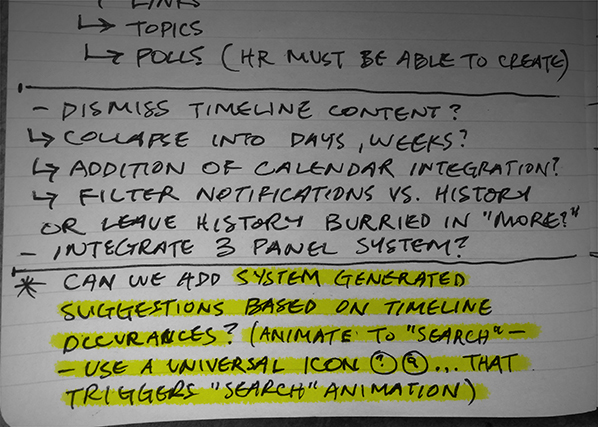 ↳ LINKS
↳ TOPICS
↳ POLLS (HR MUST BE ABLE TO CREATE)
- DISMISS TIMELINE CONTENT?
↳ COLLAPSE INTO DAYS, WEEKS?
↳ ADDITION OF CALENDAR INTEGRATION?
↳ FILTER NOTIFICATIONS VS. HISTORY
OR LEAVE HISTORY BURRIED IN "MORE?"
- INTEGRATE 3 PANEL SYSTEM?
* CAN WE ADD SYSTEM GENERATED
SUGGESTIONS BASED ON TIMELINE
OCCURANCES? (ANIMATE TO "SEARCH" -
- USE A UNIVERSAL ICON ... THAT
TRIGGERS "SEARCH" ANIMATION)